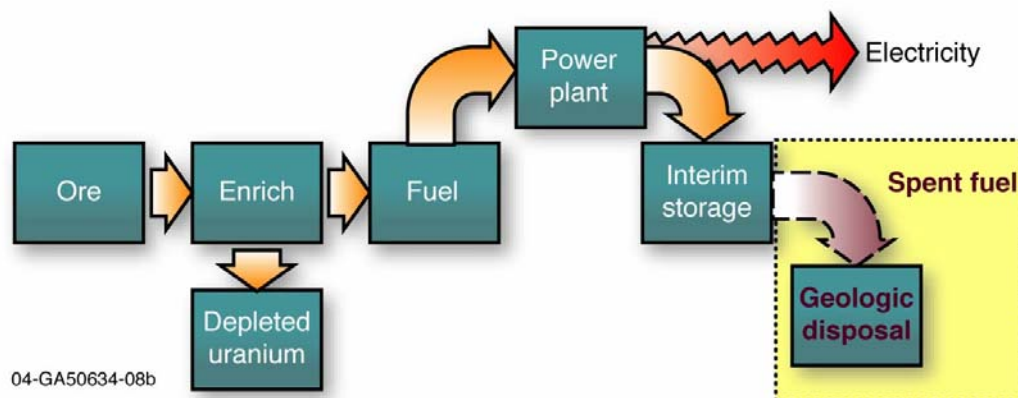 Power
plant
Electricity
Ore
Enrich
Fuel
Interim
storage
Spent fuel
Depleted
uranium
Geologic
disposal
04-GA50634-08b